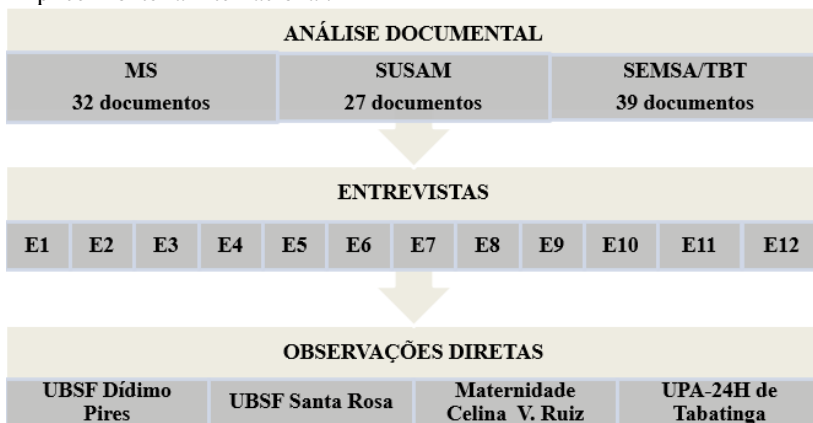 ANÁLISE DOCUMENTAL
MS SUSAM SEMSA/TBT
32 documentos 27 documentos 39 documentos
ENTREVISTAS
E1 E2 E3 E4 E5 E6 E7 E8 E9 E10 E11 E12
OBSERVAÇÕES DIRETAS
UBSF Dídimo Pires
UBSF Santa Rosa
Maternidade Celina V. Ruiz
UPA-24H de Tabatinga